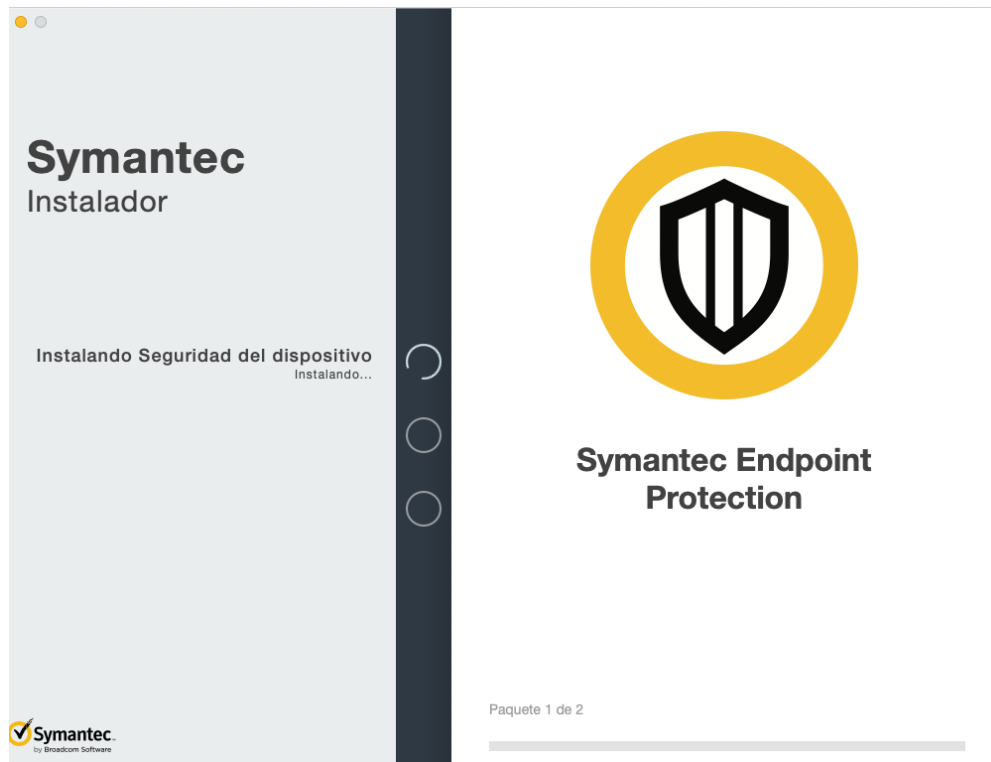 Symantec
Instalador
Instalando Seguridad del dispositivo
Instalando...
Symantec.
by Broadcom Software
Symantec Endpoint
Protection
Paquete 1 de 2